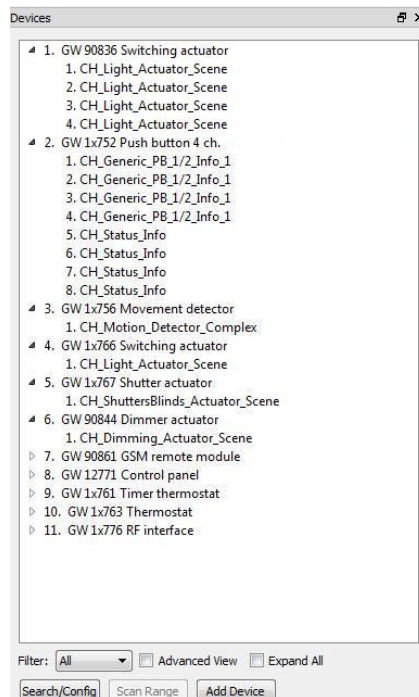 Devices
1. GW 90836 Switching actuator
1. CH_Light_Actuator_Scene
2. CH_Light_Actuator_Scene
3. CH_Light_Actuator_Scene
4. CH_Light_Actuator_Scene
2. GW 1x752 Push button 4 ch.
1. CH_Generic_PB_1/2_Info_1
2. CH_Generic_PB_1/2_Info_1
3. CH_Generic_PB_1/2_Info_1
4. CH_Generic_PB_1/2_Info_1
5. CH_Status_Info
6. CH_Status_Info
7. CH_Status_Info
8. CH_Status_Info
3. GW 1x756 Movement detector
1. CH_Motion_Detector_Complex
4. GW 1x766 Switching actuator
1. CH_Light_Actuator_Scene
5. GW 1x767 Shutter actuator
1. CH_ShuttersBlinds_Actuator_Scene
6. GW 90844 Dimmer actuator
1. CH_Dimming_Actuator_Scene
7. GW 90861 GSM remote module
8. GW 12771 Control panel
9. GW 1x761 Timer thermostat
10. GW 1x763 Thermostat
11. GW 1x776 RF interface
Filter: All Advanced View Expand All
Search/Config Scan Range Add Device